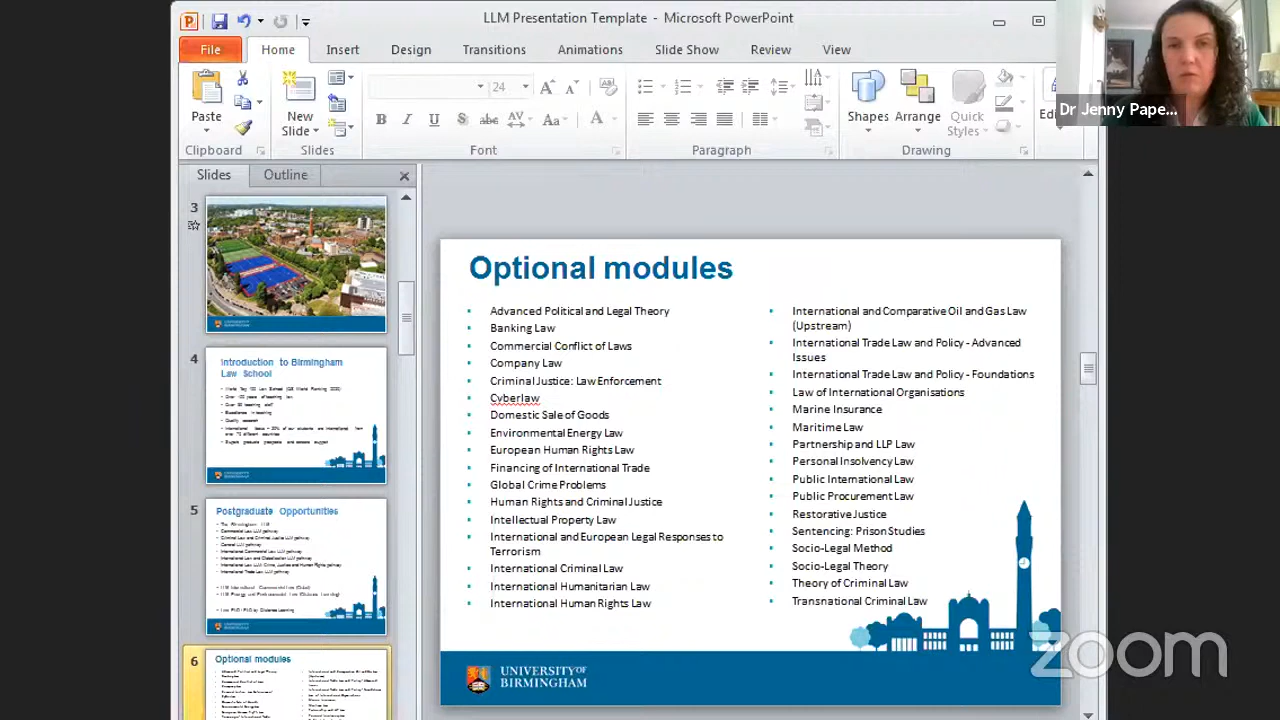 LLM Presentation Template - Microsoft PowerPoint
File Home Insert Design Transitions Animations Slide Show Review View
Dr Jenny Pape...
24
Paste
New
Slide
Shapes Arrange Quick
Styles
Clipboard Slides Font Paragraph Drawing
Slides Outline
3
4
Introduction to Birmingham
Law School
5
Postgraduate Opportunities
6
Optional modules
Optional modules
Advanced Political and Legal Theory
Banking Law
Commercial Conflict of Laws
Company Law
Criminal Justice: Law Enforcement
Cyberlaw
Domestic Sale of Goods
Environmental Energy Law
European Human Rights Law
Financing of International Trade
Global Crime Problems
Human Rights and Criminal Justice
Intellectual Property Law
International and European Legal Responses to
Terrorism
International Criminal Law
International Humanitarian Law
International Human Rights Law
International and Comparative Oil and Gas Law
(Upstream)
International Trade Law and Policy - Advanced
Issues
International Trade Law and Policy - Foundations
Law of International Organisations
Marine Insurance
Maritime Law
Partnership and LLP Law
Personal Insolvency Law
Public International Law
Public Procurement Law
Restorative Justice
Sentencing: Prison Studies
Socio-Legal Method
Socio-Legal Theory
Theory of Criminal Law
Transnational Criminal Law
UNIVERSITY OF
BIRMINGHAM
zoom